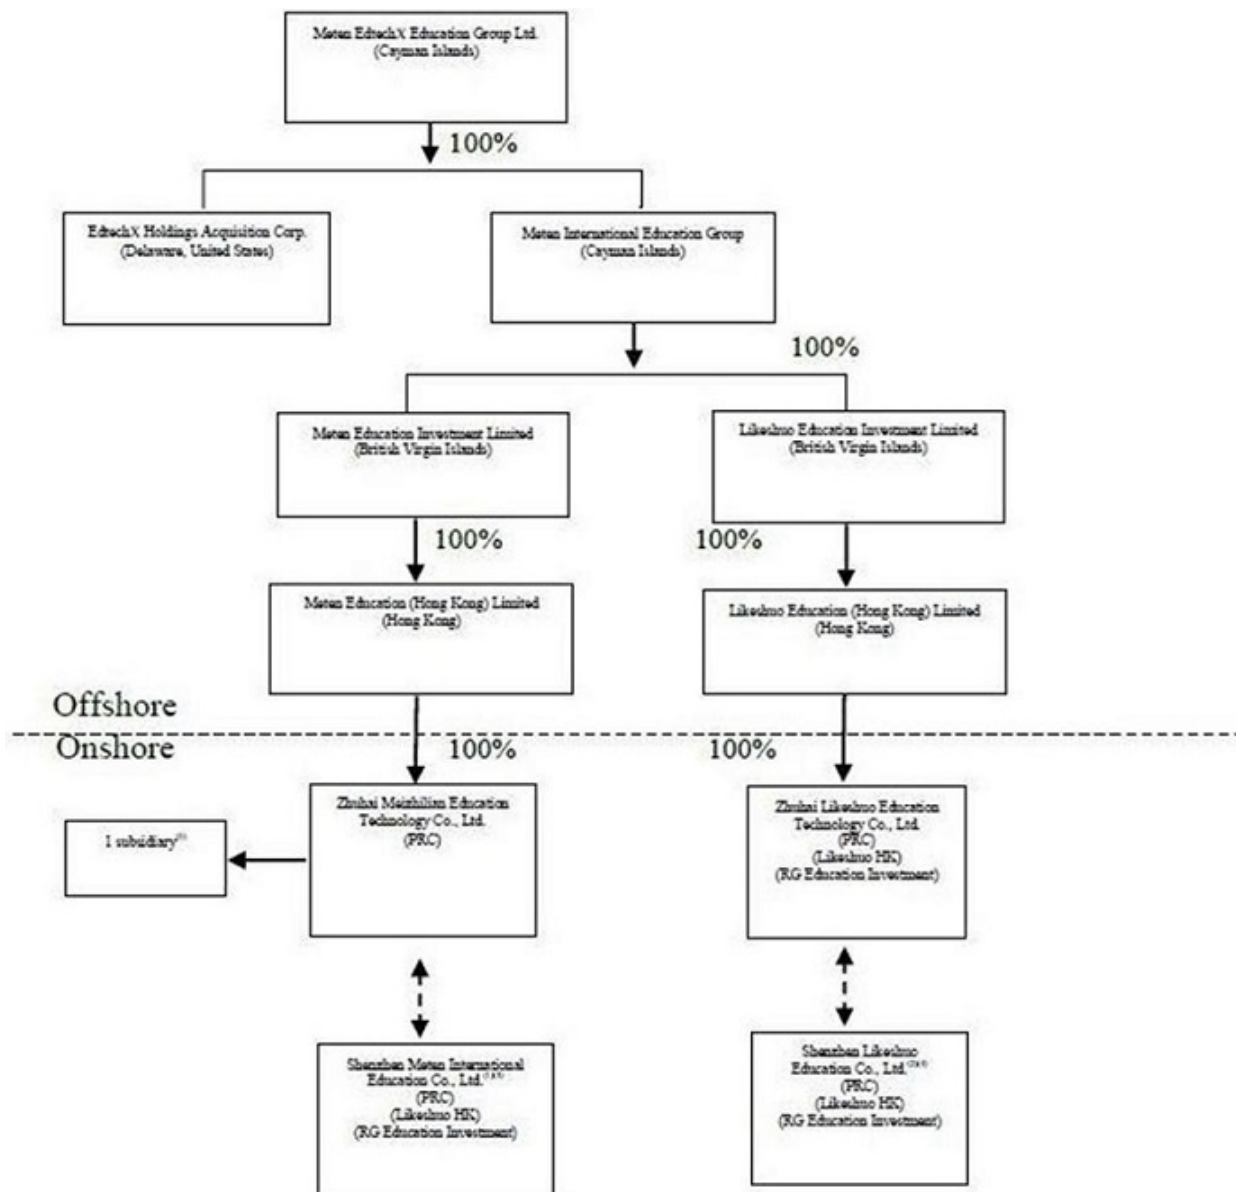 Meten EdtechX Education Group Ltd.
(Cayman Islands)
100%
EdtechX Holdings Acquisition Corp.
(Delaware, United States)
Meten International Education Group
(Cayman Islands)
100%
Meten Education Investment Limited
(British Virgin Islands)
Likeshuo Education Investment Limited
(British Virgin Islands)
100%
100%
Meten Education (Hong Kong) Limited
(Hong Kong)
Likeshuo Education (Hong Kong) Limited
(Hong Kong)
Offshore
Onshore
100%
100%
Zhuhai Meizhilian Education
Technology Co., Ltd.
(PRC)
Zhuhai Likeshuo Education
Technology Co., Ltd.
(PRC)
(Likeshuo HK)
(RG Education Investment)
1 subsidiary
Shenzhen Meten International
Education Co., Ltd.
(PRC)
(Likeshuo HK)
(RG Education Investment)
Shenzhen Likeshuo
Education Co., Ltd.
(PRC)
(Likeshuo HK)
(RG Education Investment)